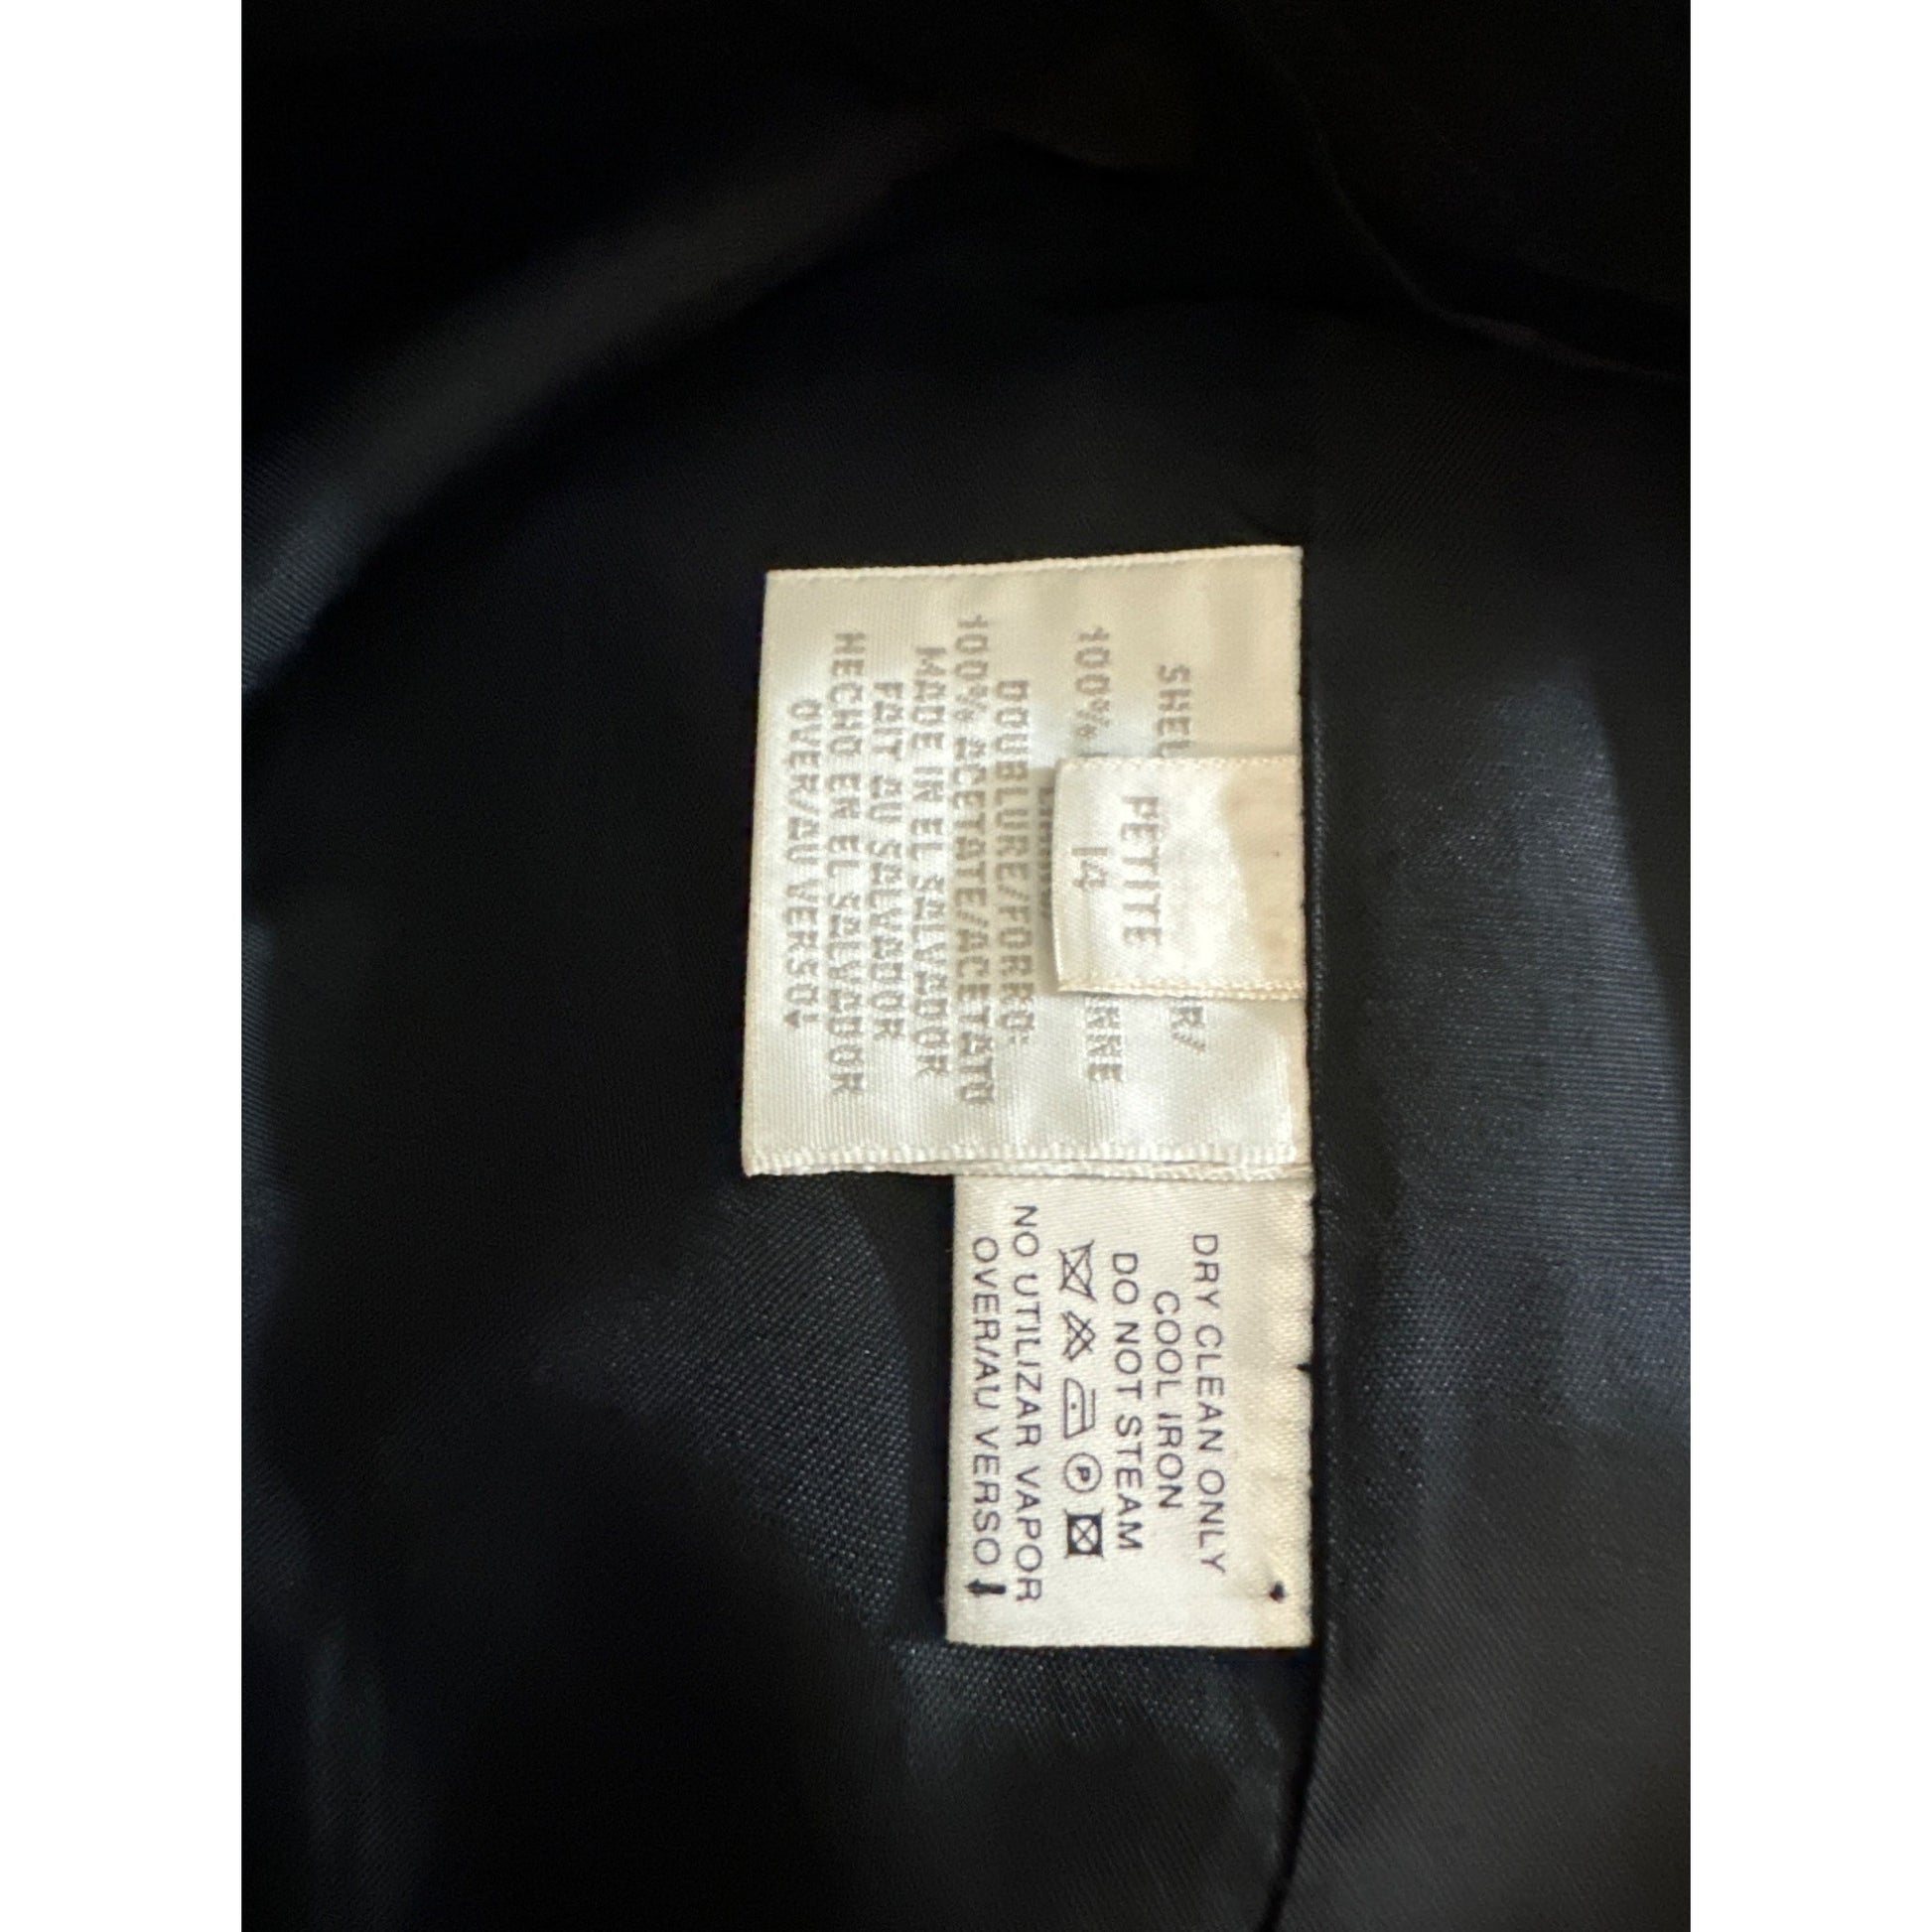 SHEL
R/
100%
PETITE
14
DOUBLURE/FORRO:
100% ACETATE/ACETATO
MADE IN EL SALVADOR
FAIT AU SALVADOR
HECHO EN EL SALVADOR
OVER/AU VERSO
DRY CLEAN ONLY
COOL IRON
DO NOT STEAM
P
NO UTILIZAR VAPOR
OVER/AU VERSO